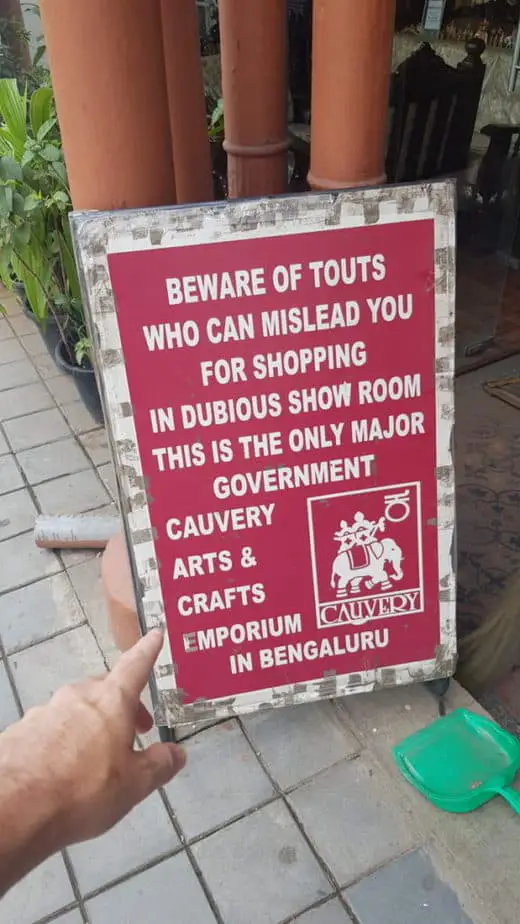 BEWARE OF TOUTS
WHO CAN MISLEAD YOU
FOR SHOPPING
IN DUBIOUS SHOW ROOM
THIS IS THE ONLY MAJOR
GOVERNMENT
CAUVERY
ARTS &
CRAFTS
EMPORIUM
IN BENGALURU
CAUVERY